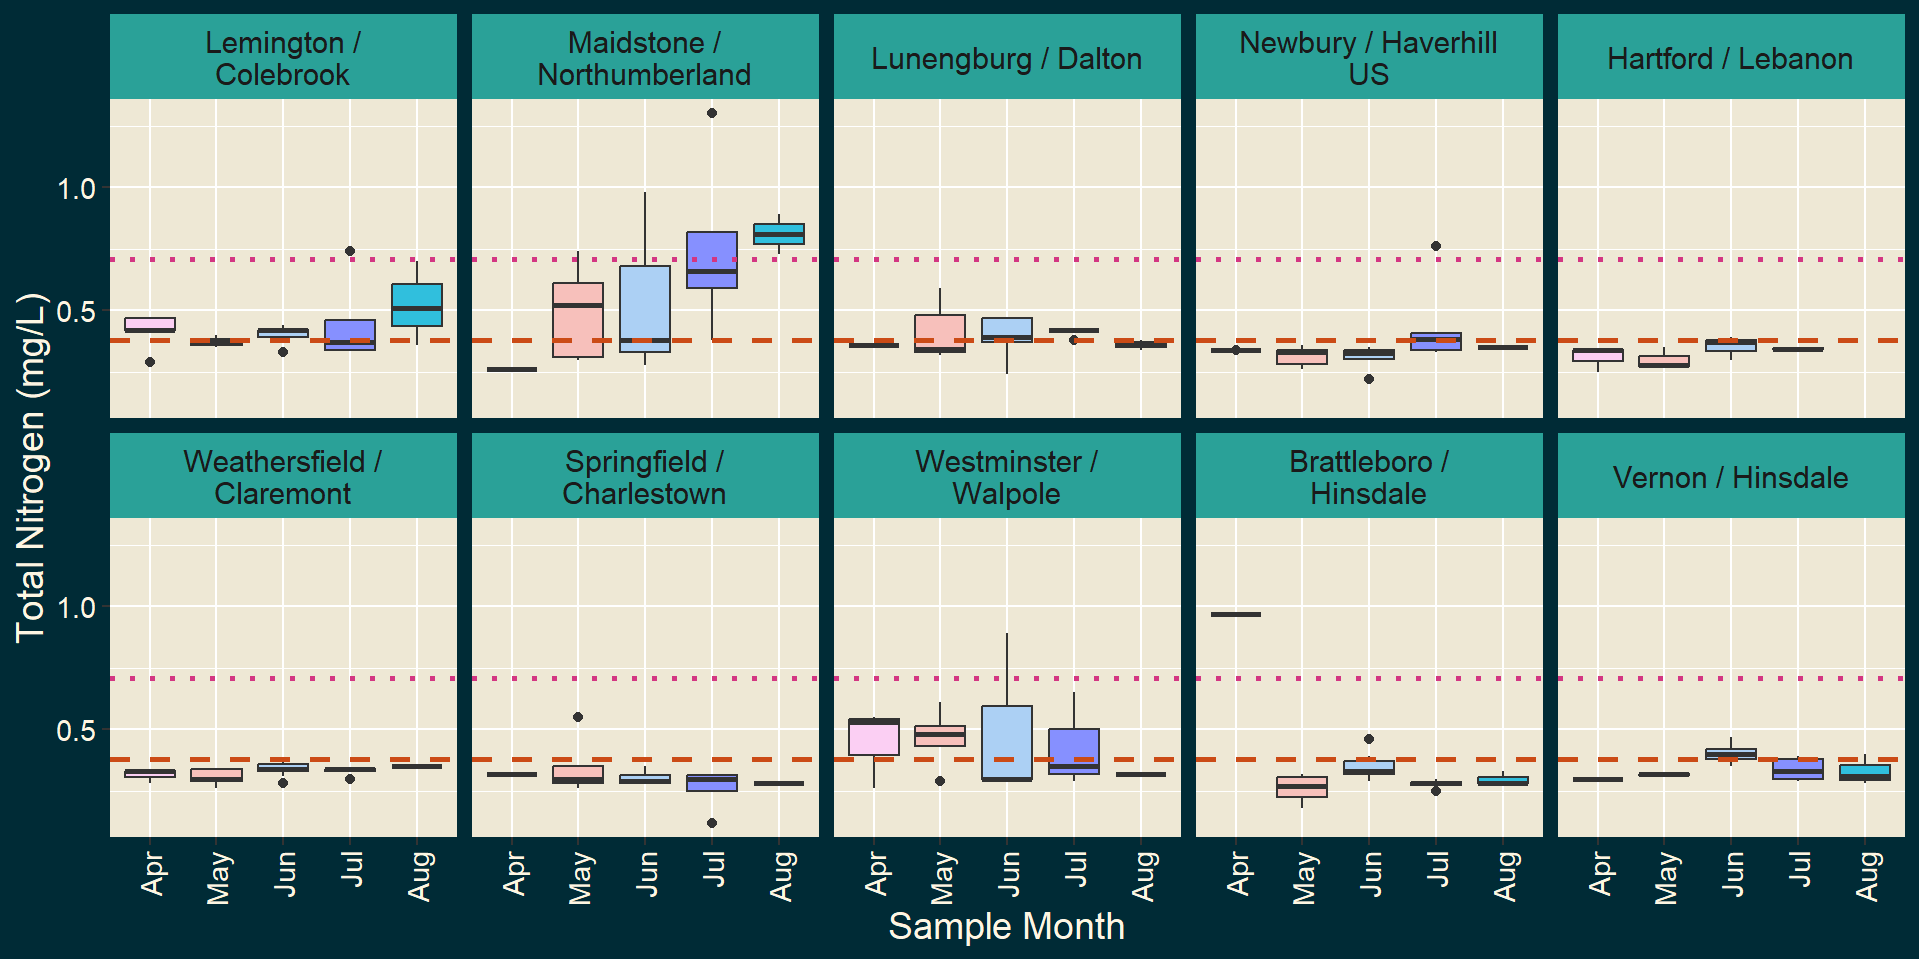 Lemington /
Colebrook
Maidstone /
Northumberland
Lunengburg / Dalton
Newbury / Haverhill
US
Hartford / Lebanon
1.0
0.5
Weathersfield /
Claremont
Springfield /
Charlestown
Westminster /
Walpole
Brattleboro /
Hinsdale
Vernon / Hinsdale
1.0
0.5
Total Nitrogen (mg/L)
Apr May Jun Jul Aug
Apr May Jun Jul Aug
Apr May Jun Jul Aug
Apr May Jun Jul Aug
Apr May Jun Jul Aug
Sample Month